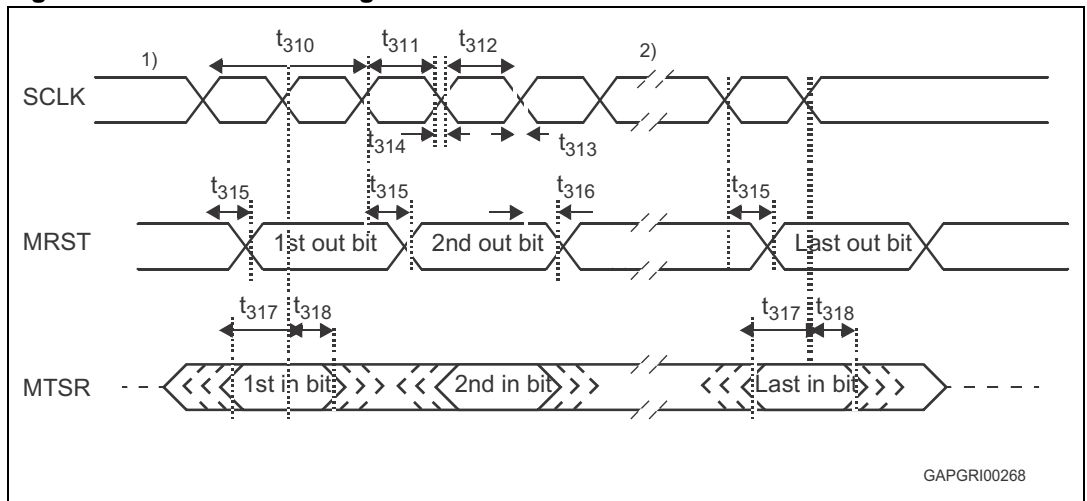 1) t310 t311 t312 2)
SCLK
t314 t313
t315 t315 t316 t315
MRST 1st out bit 2nd out bit Last out bit
t317 t318 t317 t318
MTSR 1st in bit 2nd in bit Last in bit
GAPGRI00268